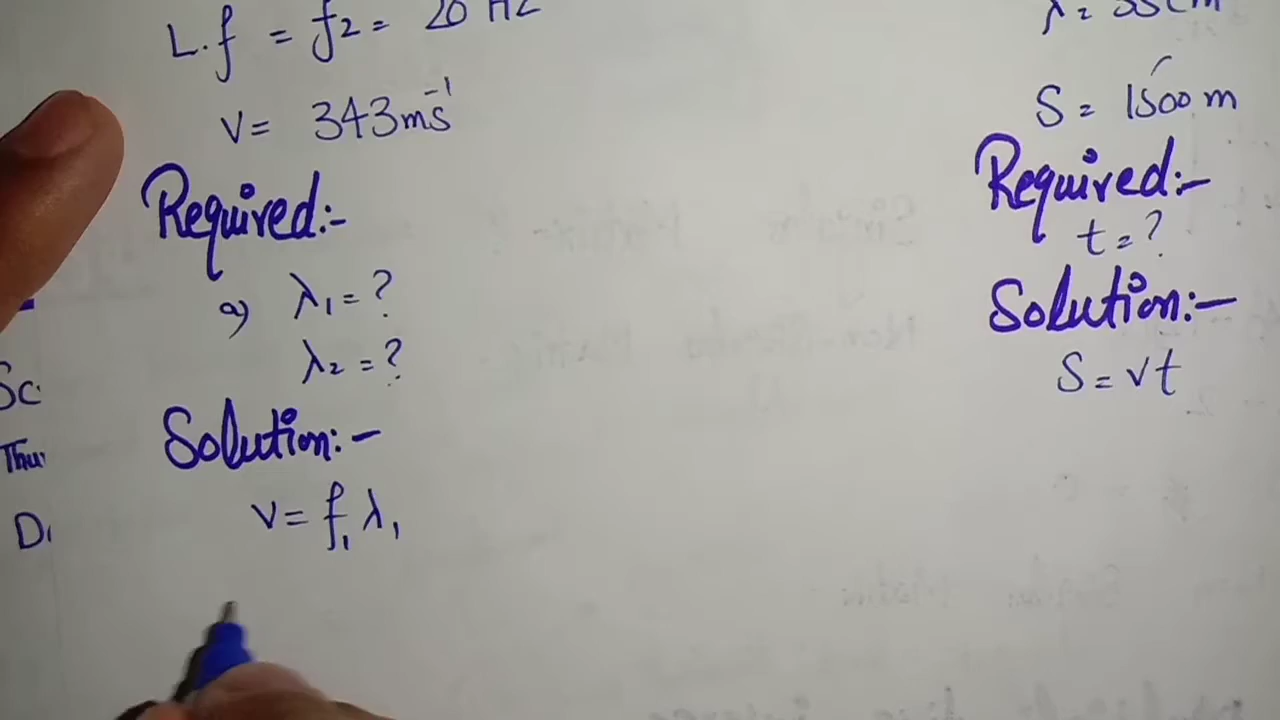 L.f = f2 = 20 Hz
V = 343ms⁻¹
Required:-
a) λ1 = ?
λ2 = ?
Solution:-
V = f1 λ1
S = 1500 m
Required:-
t = ?
Solution:-
S = vt